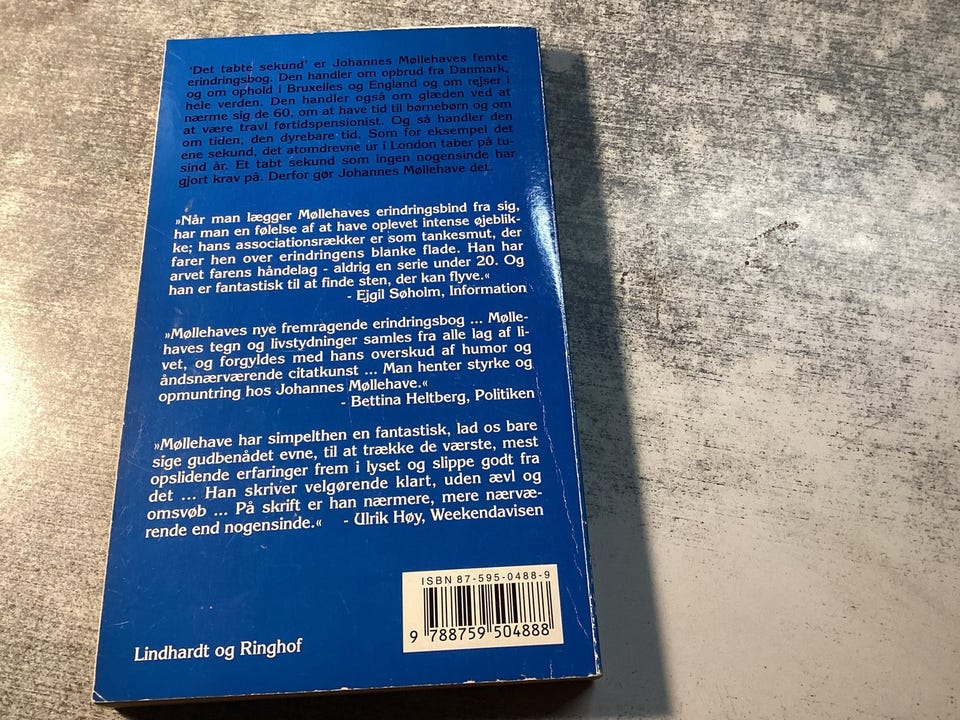 'Det tabte sekund' er Johannes Møllehaves femte
erindringsbog. Den handler om opbrud fra Danmark,
og om ophold i Bruxelles og England og om rejser i
hele verden. Den handler også om glæden ved at
nærme sig de 60, om at have tid til børnebørn og om
at være travl førtidspensionist. Og så handler den
om tiden, den dyrebare tid. Som for eksempel det
ene sekund, det atomdrevne ur i London taber på tu-
sind år. Et tabt sekund som ingen nogensinde har
gjort krav på. Derfor gør Johannes Møllehave det.
»Når man lægger Møllehaves erindringsbind fra sig,
har man en følelse af at have oplevet intense øjeblik-
ke; hans associationsrækker er som tankesmut, der
farer hen over erindringens blanke flade. Han har
arvet farens håndelag - aldrig en serie under 20. Og
han er fantastisk til at finde sten, der kan flyve.«
- Ejgil Søholm, Information
»Møllehaves nye fremragende erindringsbog ... Mølle-
haves tegn og livstydninger samles fra alle lag af li-
vet, og forgyldes med hans overskud af humor og
åndsnærværende citatkunst ... Man henter styrke og
opmuntring hos Johannes Møllehave.«
- Bettina Heltberg, Politiken
»Møllehave har simpelthen en fantastisk, lad os bare
sige gudbenådet evne, til at trække de værste, mest
opslidende erfaringer frem i lyset og slippe godt fra
det ... Han skriver velgørende klart, uden ævl og
omsvøb ... På skrift er han nærmere, mere nærvæ-
rende end nogensinde.« - Ulrik Høy, Weekendavisen
ISBN 87-595-0488-9
9 788759 504888
Lindhardt og Ringhof